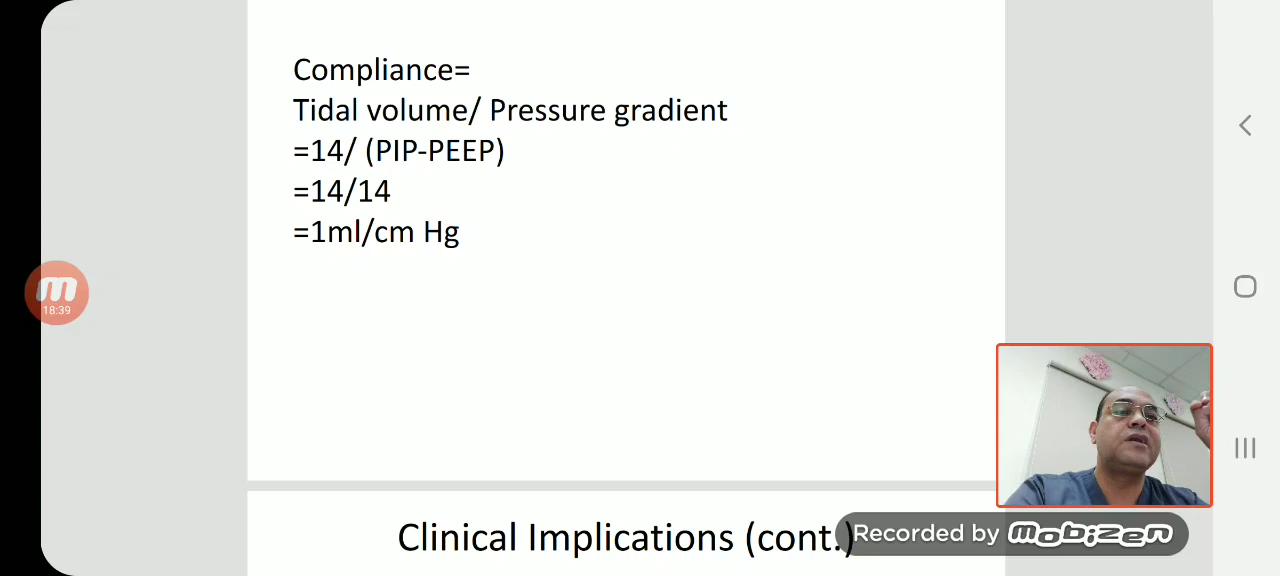 Compliance=
Tidal volume/ Pressure gradient
=14/ (PIP-PEEP)
=14/14
=1ml/cm Hg
m
18:39
Clinical Implications (cont.)
Recorded by mobizen